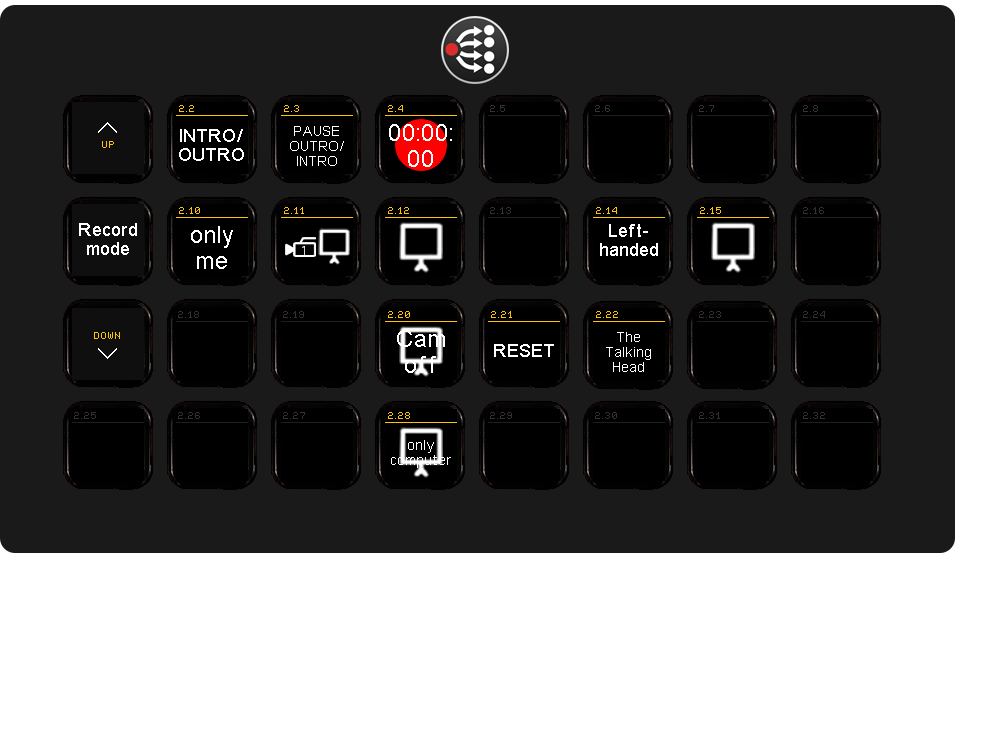 2.2
2.3
2.4
2.5
2.6
2.7
2.8
UP
INTRO/
OUTRO
PAUSE
OUTRO/
INTRO
00:00:
00
Record
mode
2.10
2.11
2.12
2.13
2.14
2.15
2.16
only
me
1
Left-
handed
DOWN
2.18
2.19
2.20
2.21
2.22
2.23
2.24
Cam
off
RESET
The
Talking
Head
2.25
2.26
2.27
2.28
2.29
2.30
2.31
2.32
only
computer